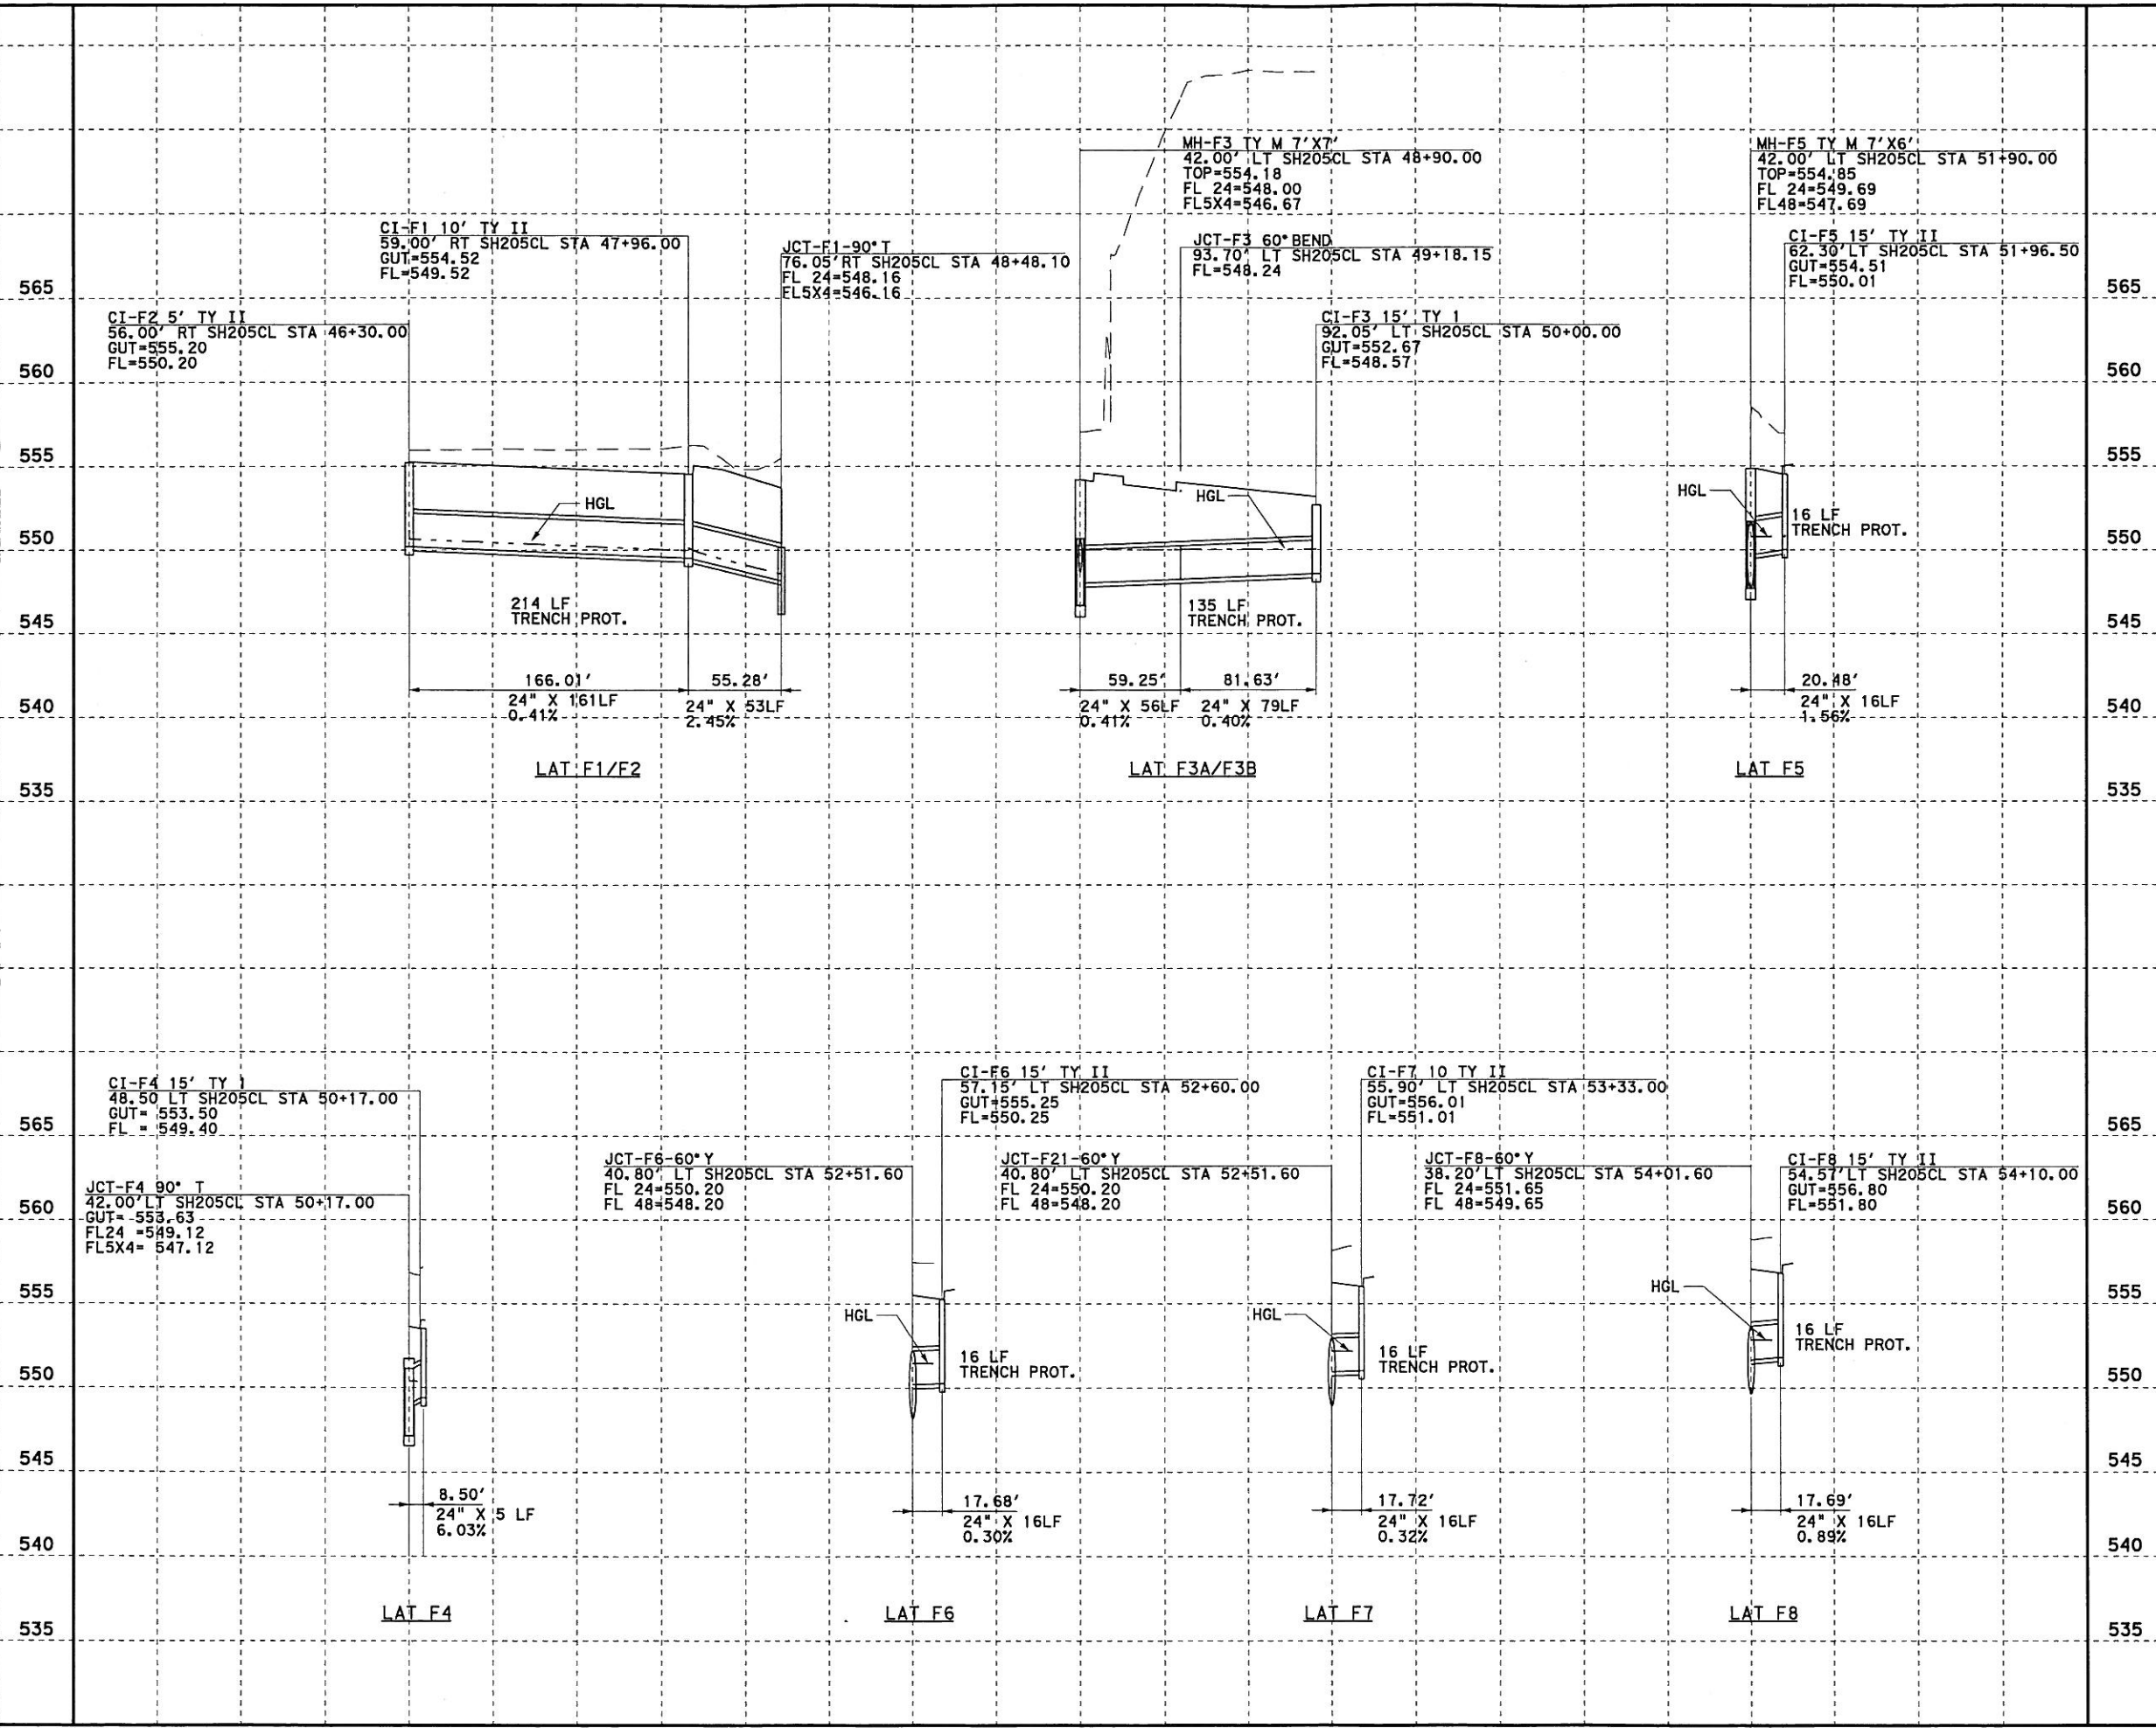 MH-F3 TY M 7'X7'
42.00' LT SH205CL STA 48+90.00
TOP=554.18
FL 24=548.00
FL5X4=546.67
MH-F5 TY M 7'X6'
42.00' LT SH205CL STA 51+90.00
TOP=554.85
FL 24=549.69
FL48=547.69
CI-F1 10' TY II
59.00' RT SH205CL STA 47+96.00
GUT=554.52
FL=549.52
JCT-F1-90°T
76.05'RT SH205CL STA 48+48.10
FL 24=548.16
FL5X4=546.16
JCT-F3 60°BEND
93.70' LT SH205CL STA 49+18.15
FL=548.24
CI-F5 15' TY II
62.30'LT SH205CL STA 51+96.50
GUT=554.51
FL=550.01
CI-F2 5' TY II
56.00' RT SH205CL STA 46+30.00
GUT=555.20
FL=550.20
CI-F3 15' TY 1
92.05' LT SH205CL STA 50+00.00
GUT=552.67
FL=548.57
565 565
560 560
555 555
550 550
545 545
540 540
535 535
HGL
214 LF
TRENCH PROT.
166.01'
24" X 161LF
0.41%
55.28'
24" X 53LF
2.45%
LAT F1/F2
HGL
135 LF
TRENCH PROT.
59.25'
24" X 56LF
0.41%
81.63'
24" X 79LF
0.40%
LAT F3A/F3B
HGL
16 LF
TRENCH PROT.
20.48'
24" X 16LF
1.56%
LAT F5
CI-F4 15' TY 1
48.50 LT SH205CL STA 50+17.00
GUT= 553.50
FL = 549.40
CI-F6 15' TY II
57.15' LT SH205CL STA 52+60.00
GUT=555.25
FL=550.25
CI-F7 10 TY II
55.90' LT SH205CL STA 53+33.00
GUT=556.01
FL=551.01
JCT-F4 90° T
42.00'LT SH205CL STA 50+17.00
GUT= 553.63
FL24 =549.12
FL5X4= 547.12
JCT-F6-60°Y
40.80' LT SH205CL STA 52+51.60
FL 24=550.20
FL 48=548.20
JCT-F21-60°Y
40.80' LT SH205CL STA 52+51.60
FL 24=550.20
FL 48=548.20
JCT-F8-60°Y
38.20'LT SH205CL STA 54+01.60
FL 24=551.65
FL 48=549.65
CI-F8 15' TY II
54.57'LT SH205CL STA 54+10.00
GUT=556.80
FL=551.80
565 565
560 560
555 555
550 550
545 545
540 540
535 535
8.50'
24" X 5 LF
6.03%
LAT F4
HGL
16 LF
TRENCH PROT.
17.68'
24" X 16LF
0.30%
LAT F6
HGL
16 LF
TRENCH PROT.
17.72'
24" X 16LF
0.32%
LAT F7
HGL
16 LF
TRENCH PROT.
17.69'
24" X 16LF
0.89%
LAT F8